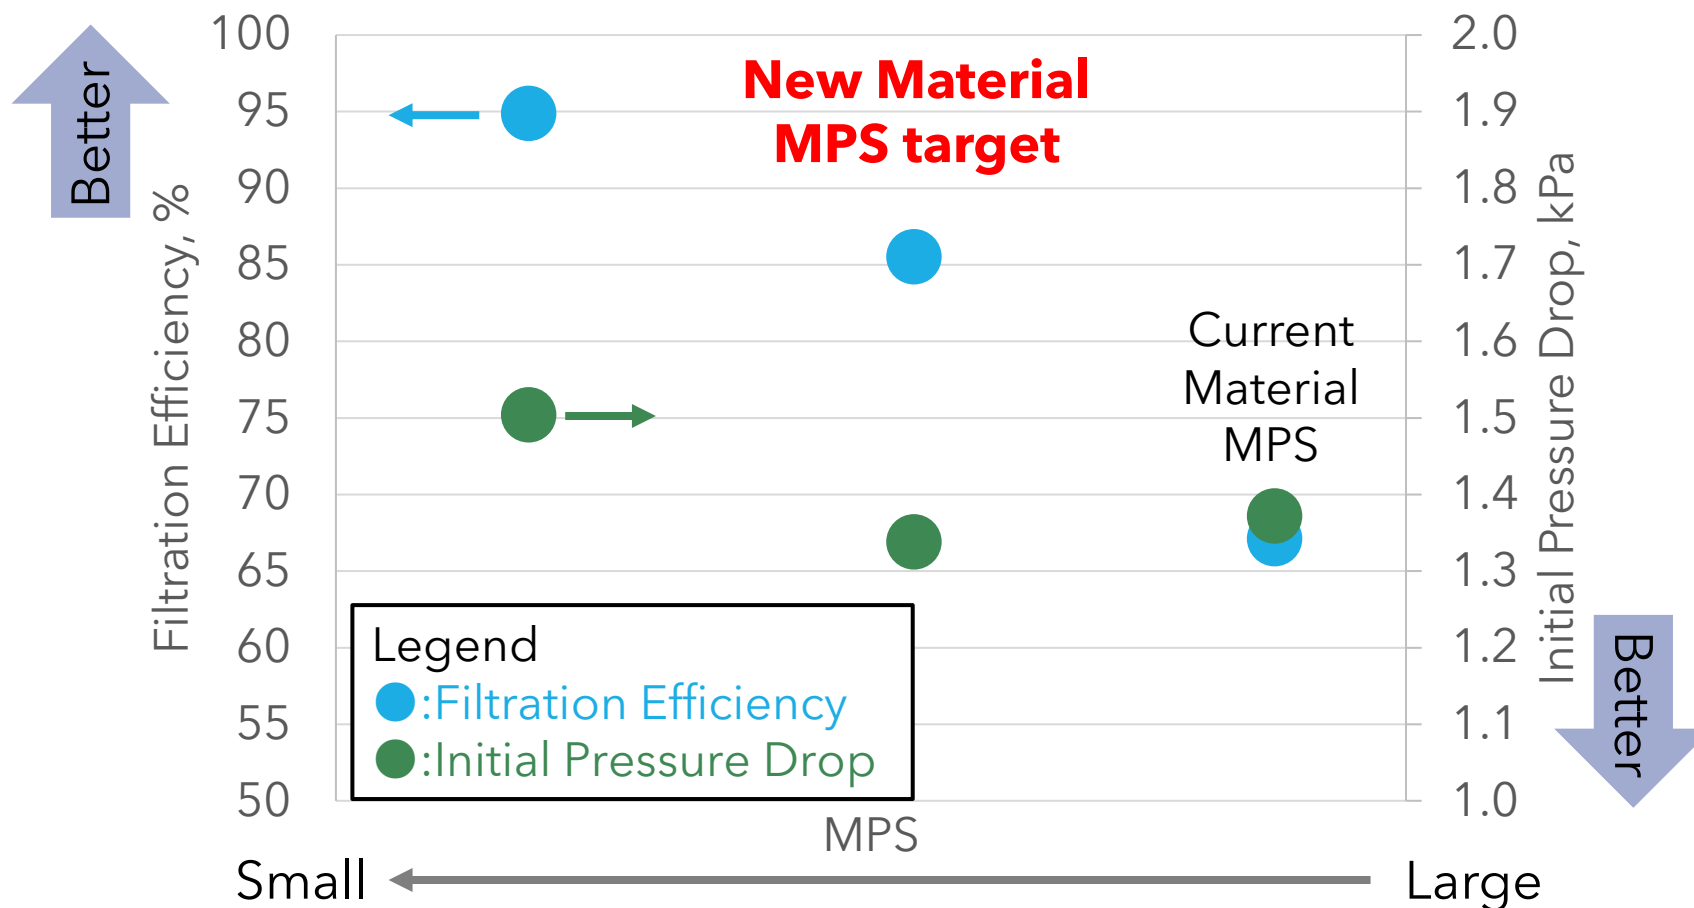 Better
Filtration Efficiency, %
100
95
90
85
80
75
70
65
60
55
50
New Material
MPS target
Current
Material
MPS
Legend
:Filtration Efficiency
:Initial Pressure Drop
2.0
1.9
1.8
1.7
1.6
1.5
1.4
1.3
1.2
1.1
1.0
Initial Pressure Drop, kPa
Better
MPS
Small
Large